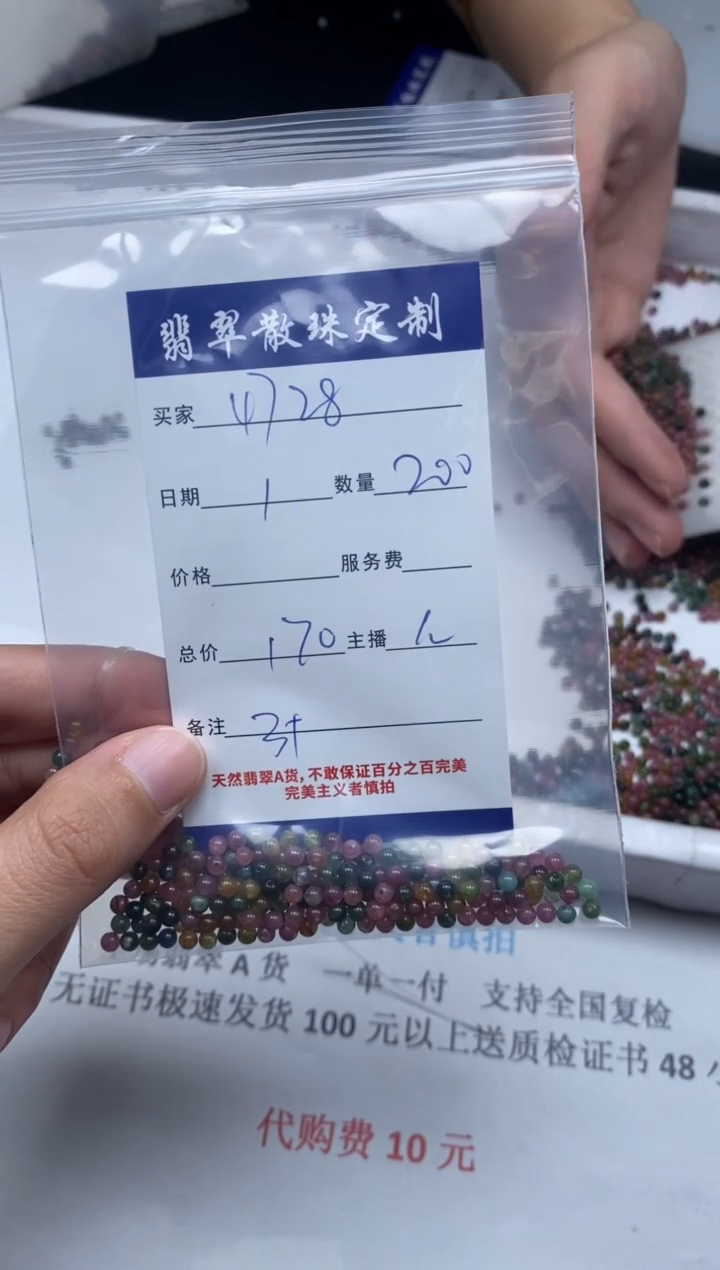 翡翠散珠定制
买家 4728
日期 1 数量 200
价格 服务费
总价 170 主播
备注 3+
天然翡翠A货,不敢保证百分之百完美
完美主义者慎拍
慎拍
翡翠 A 货 一单一付 支持全国复检
无证书极速发货 100 元以上送质检证书 48
代购费 10 元